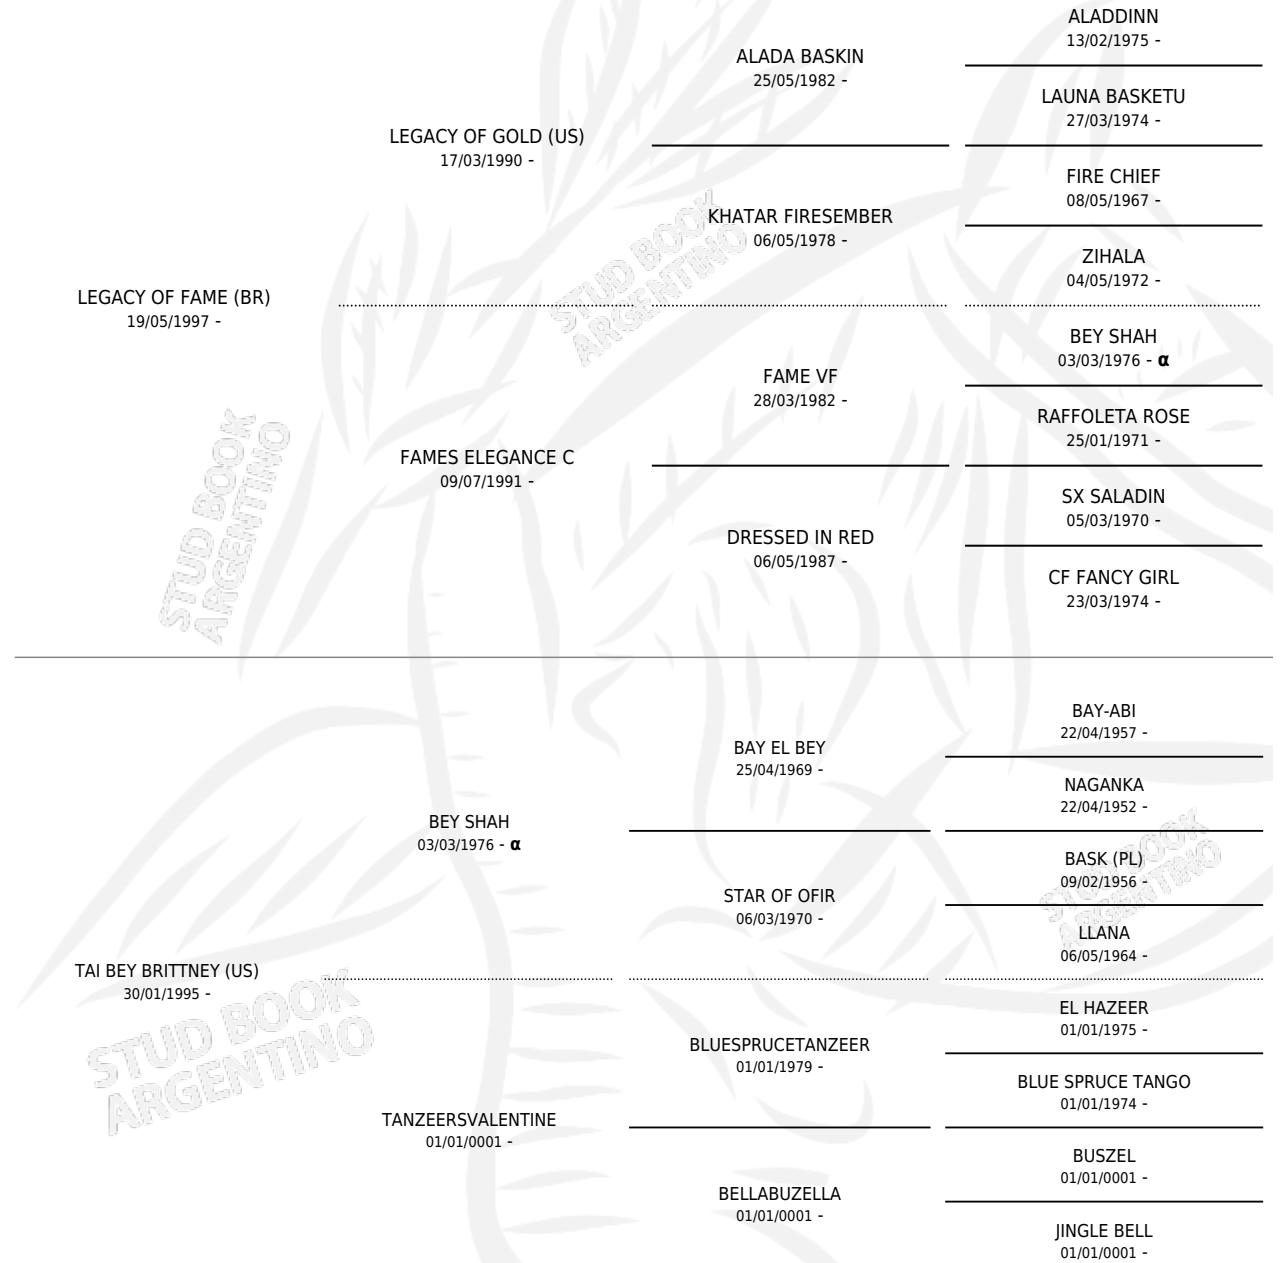 ALADDINN
13/02/1975 -
ALADA BASKIN
25/05/1982 -
LAUNA BASKETU
27/03/1974 -
LEGACY OF GOLD (US)
17/03/1990 -
FIRE CHIEF
08/05/1967 -
KHATAR FIRESEMBER
06/05/1978 -
ZIHALA
04/05/1972 -
LEGACY OF FAME (BR)
19/05/1997 -
BEY SHAH
03/03/1976 - α
FAME VF
28/03/1982 -
RAFFOLETA ROSE
25/01/1971 -
FAMES ELEGANCE C
09/07/1991 -
SX SALADIN
05/03/1970 -
DRESSED IN RED
06/05/1987 -
CF FANCY GIRL
23/03/1974 -
BAY-ABI
22/04/1957 -
BAY EL BEY
25/04/1969 -
NAGANKA
22/04/1952 -
BEY SHAH
03/03/1976 - α
BASK (PL)
09/02/1956 -
STAR OF OFIR
06/03/1970 -
LLANA
06/05/1964 -
TAI BEY BRITTNEY (US)
30/01/1995 -
EL HAZEER
01/01/1975 -
BLUESPRUCETANZEER
01/01/1979 -
BLUE SPRUCE TANGO
01/01/1974 -
TANZEERSVALENTINE
01/01/0001 -
BUSZEL
01/01/0001 -
BELLABUZELLA
01/01/0001 -
JINGLE BELL
01/01/0001 -
STUD BOOK
ARGENTINO
STUD BOOK
ARGENTINO
STUD BOOK
ARGENTINO
STUD BOOK
ARGENTINO